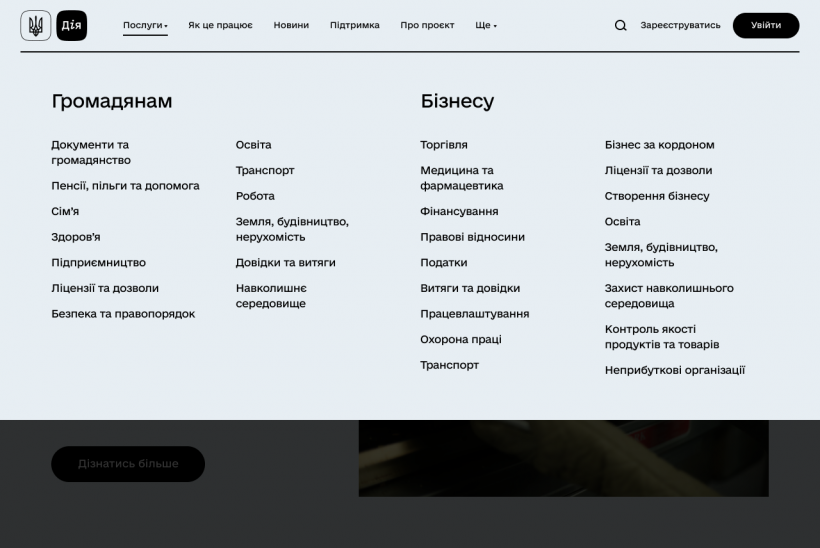 Дія
Послуги
Як це працює
Новини
Підтримка
Про проєкт
Ще
Зареєструватись
Увійти
Громадянам
Документи та
громадянство
Пенсії, пільги та допомога
Сім'я
Здоров'я
Підприємництво
Ліцензії та дозволи
Безпека та правопорядок
Освіта
Транспорт
Робота
Земля, будівництво,
нерухомість
Довідки та витяги
Навколишнє
середовище
Бізнесу
Торгівля
Медицина та
фармацевтика
Фінансування
Правові відносини
Податки
Витяги та довідки
Працевлаштування
Охорона праці
Транспорт
Бізнес за кордоном
Ліцензії та дозволи
Створення бізнесу
Освіта
Земля, будівництво,
нерухомість
Захист навколишнього
середовища
Контроль якості
продуктів та товарів
Неприбуткові організації
Дізнатись більше